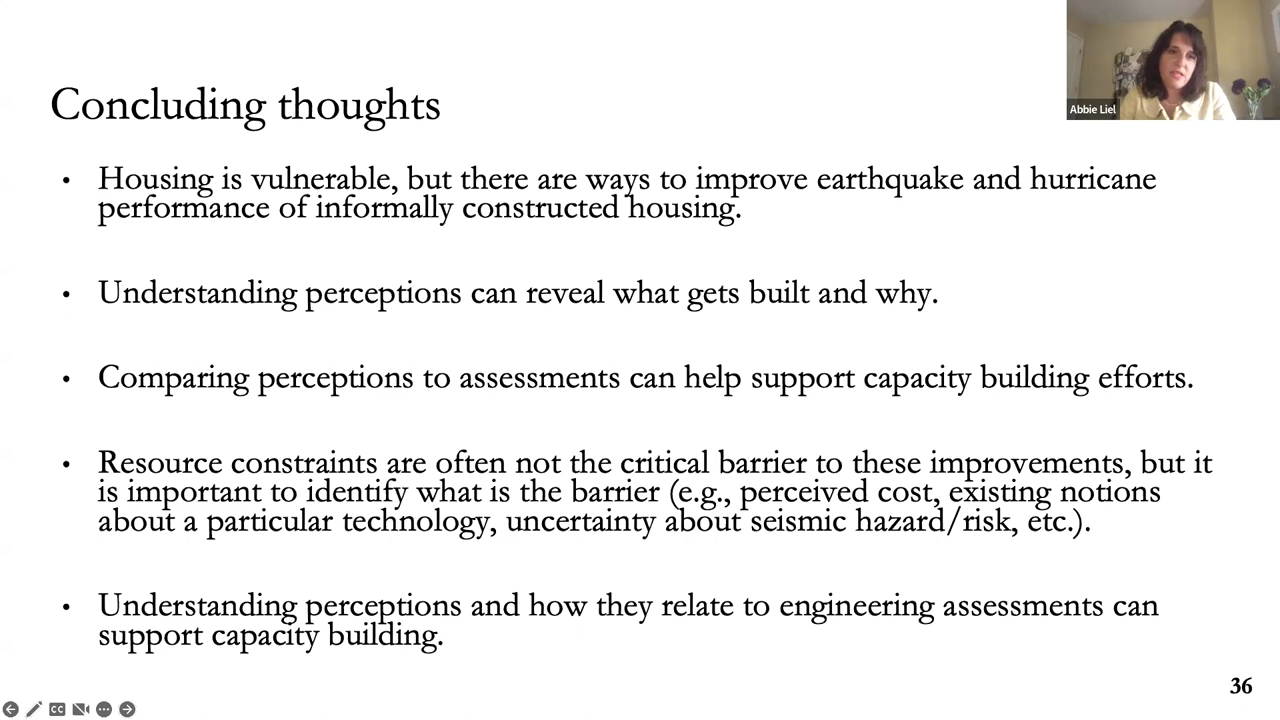 Abbie Liel
Concluding thoughts
• Housing is vulnerable, but there are ways to improve earthquake and hurricane
performance of informally constructed housing.
• Understanding perceptions can reveal what gets built and why.
• Comparing perceptions to assessments can help support capacity building efforts.
• Resource constraints are often not the critical barrier to these improvements, but it
is important to identify what is the barrier (e.g., perceived cost, existing notions
about a particular technology, uncertainty about seismic hazard/risk, etc.).
• Understanding perceptions and how they relate to engineering assessments can
support capacity building.
36
CC